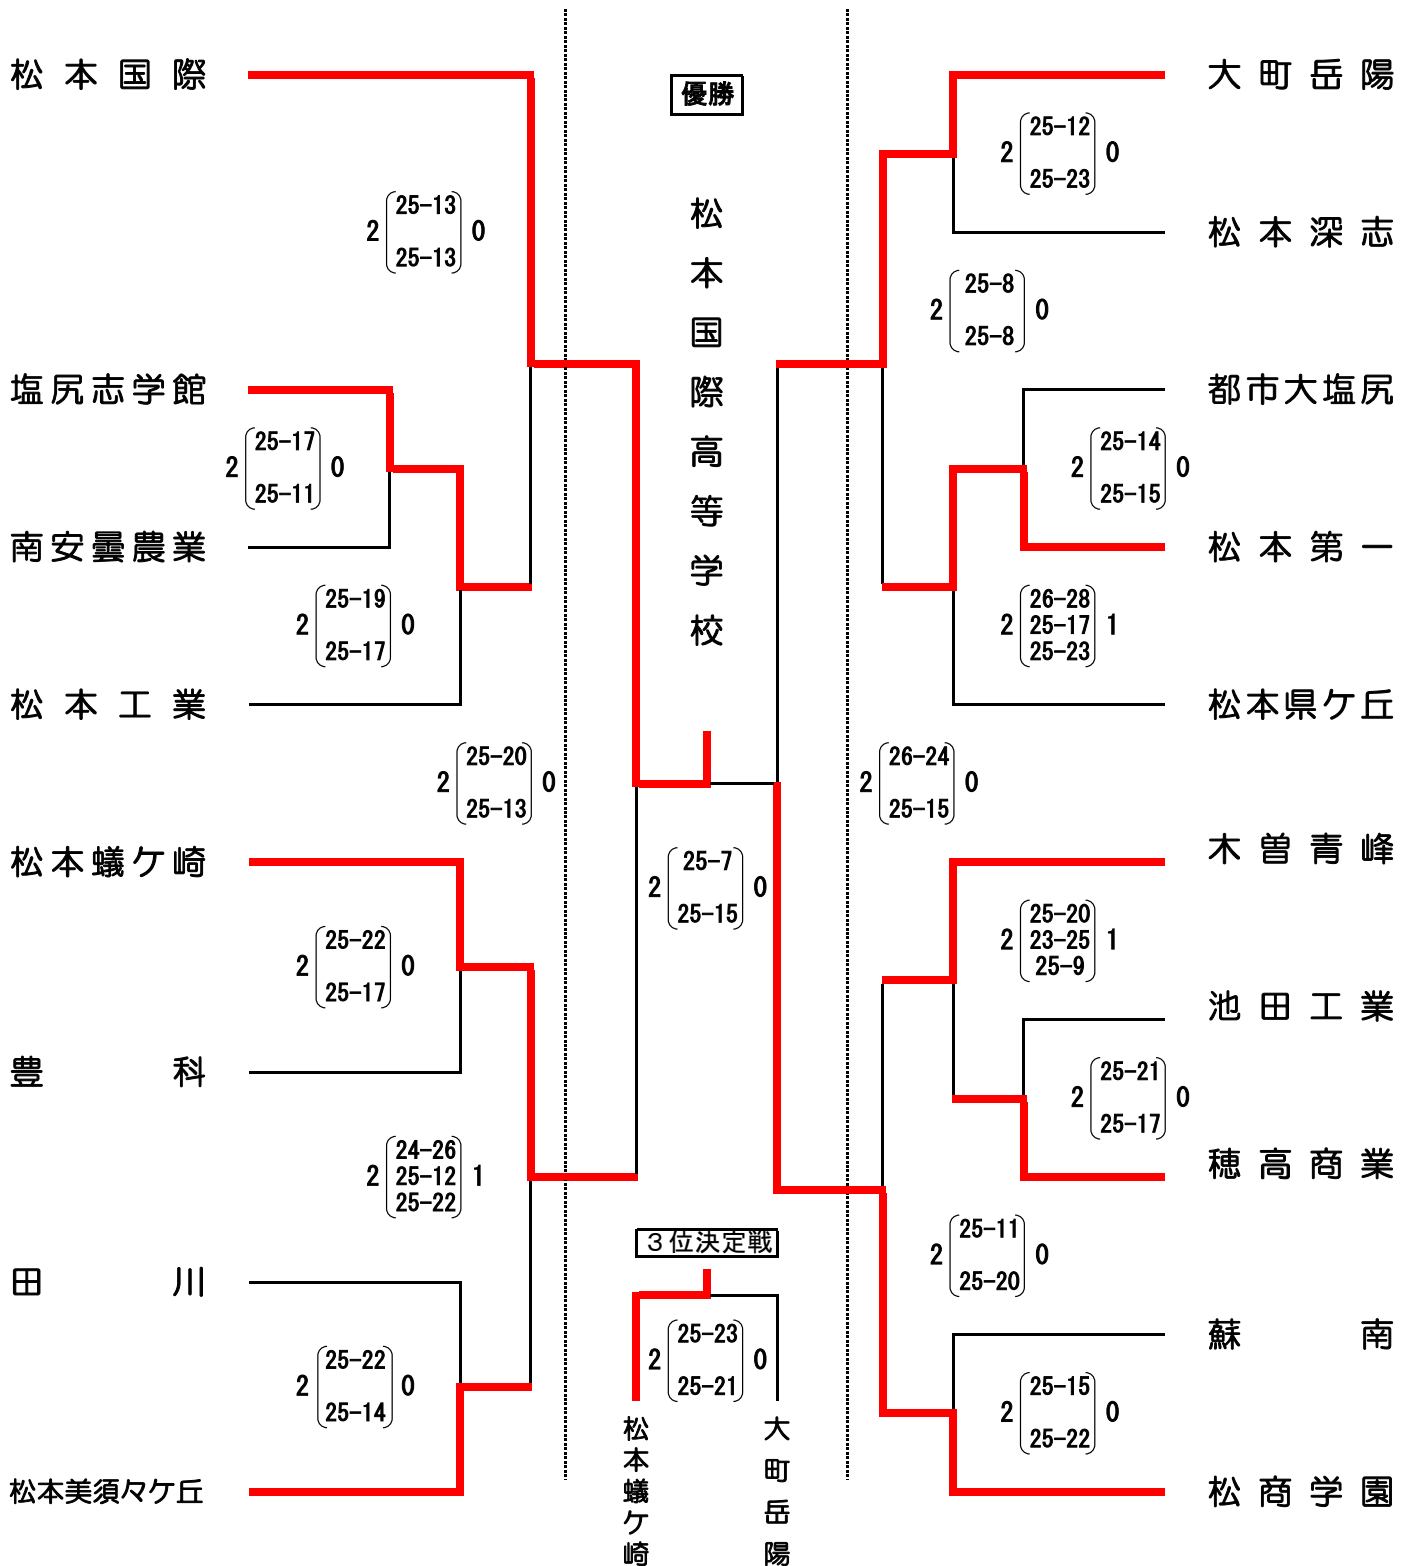 松本国際
2 25-13 0
25-13
塩尻志学館
2 25-17 0
25-11
南安曇農業
2 25-19 0
25-17
松本工業
2 25-20 0
25-13
松本蟻ケ崎
2 25-22 0
25-17
豊科
2 24-26 1
25-12
25-22
田川
2 25-22 0
25-14
松本美須々ケ丘
優勝
松本国際高等学校
2 25-7 0
25-15
3位決定戦
2 25-23 0
25-21
松本蟻ケ崎
大町岳陽
大町岳陽
2 25-12 0
25-23
松本深志
2 25-8 0
25-8
都市大塩尻
2 25-14 0
25-15
松本第一
2 26-28 1
25-17
25-23
松本県ケ丘
2 26-24 0
25-15
木曽青峰
2 25-20 1
23-25
25-9
池田工業
2 25-21 0
25-17
穂高商業
2 25-11 0
25-20
蘇南
2 25-15 0
25-22
松商学園